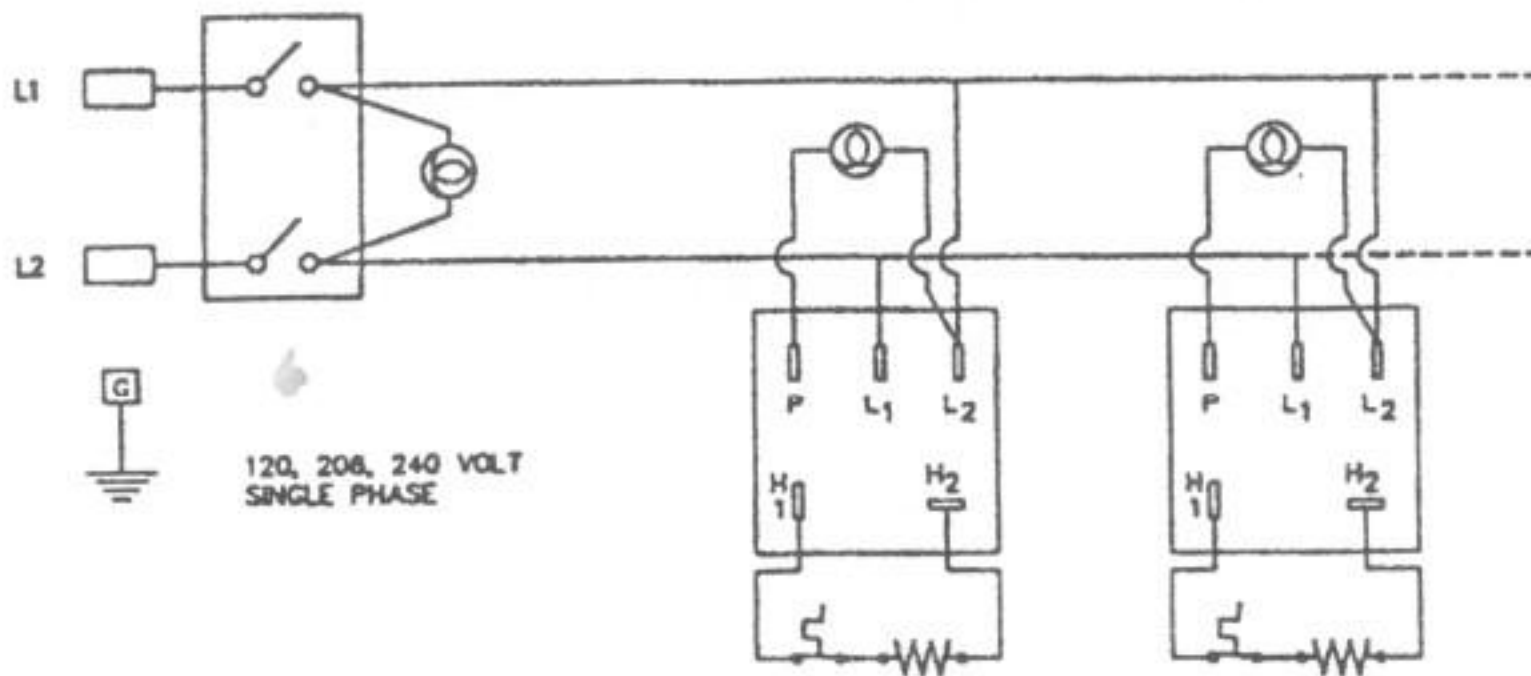 L1
L2
G
120, 208, 240 VOLT
SINGLE PHASE
P L1 L2
H1 H2
P L1 L2
H1 H2